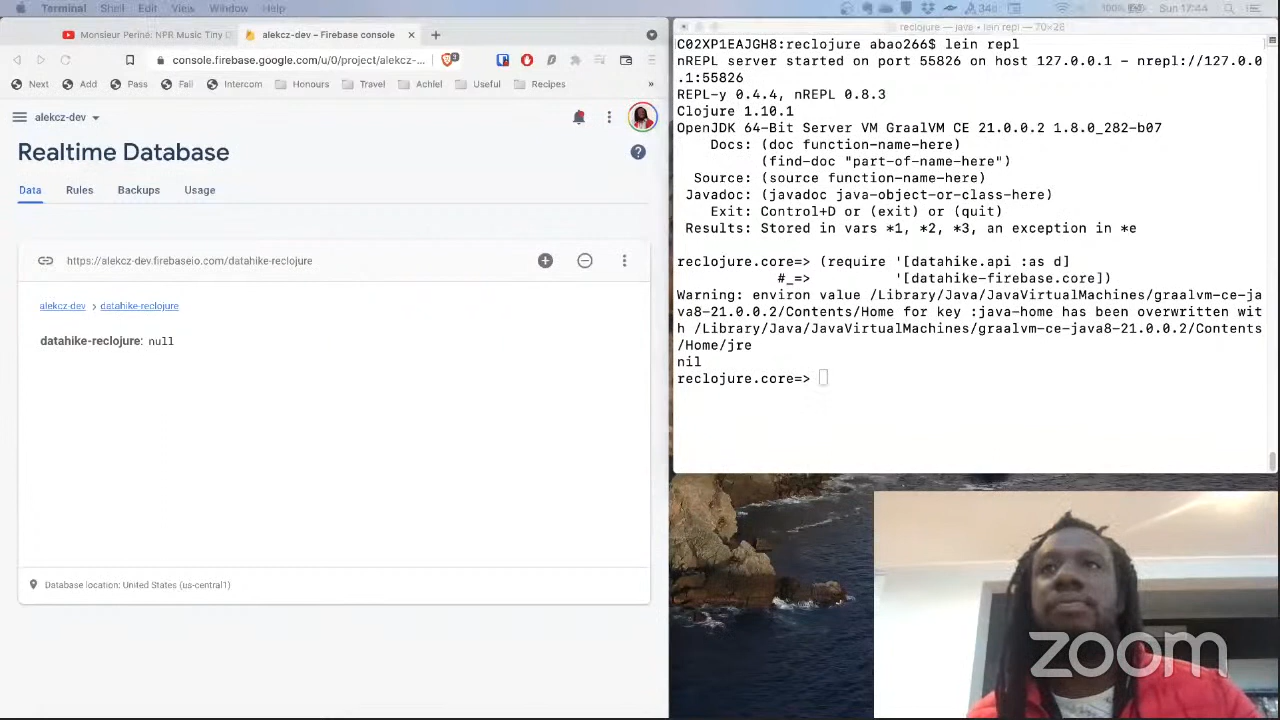 Terminal Shell Edit View Window Help
100% Sun 17:44
Monsieur Periné: NPR Music Tiny
alekcz-dev – Firebase console
console.firebase.google.com/u/0/project/alekcz-...
Next Add Pass Fail Intercom Honours Travel Achlel Useful Recipes »
alekcz-dev
Realtime Database
Data Rules Backups Usage
https://alekcz-dev.firebaseio.com/datahike-reclojure
alekcz-dev > datahike-reclojure
datahike-reclojure: null
Database location: United States (us-central1)
reclojure — java • lein repl — 70×26
C02XP1EAJGH8:reclojure abao266$ lein repl
nREPL server started on port 55826 on host 127.0.0.1 - nrepl://127.0.0
.1:55826
REPL-y 0.4.4, nREPL 0.8.3
Clojure 1.10.1
OpenJDK 64-Bit Server VM GraalVM CE 21.0.0.2 1.8.0_282-b07
Docs: (doc function-name-here)
(find-doc "part-of-name-here")
Source: (source function-name-here)
Javadoc: (javadoc java-object-or-class-here)
Exit: Control+D or (exit) or (quit)
Results: Stored in vars *1, *2, *3, an exception in *e
reclojure.core=> (require '[datahike.api :as d]
#_=> '[datahike-firebase.core])
Warning: environ value /Library/Java/JavaVirtualMachines/graalvm-ce-ja
va8-21.0.0.2/Contents/Home for key :java-home has been overwritten wit
h /Library/Java/JavaVirtualMachines/graalvm-ce-java8-21.0.0.2/Contents
/Home/jre
nil
reclojure.core=>
zoom